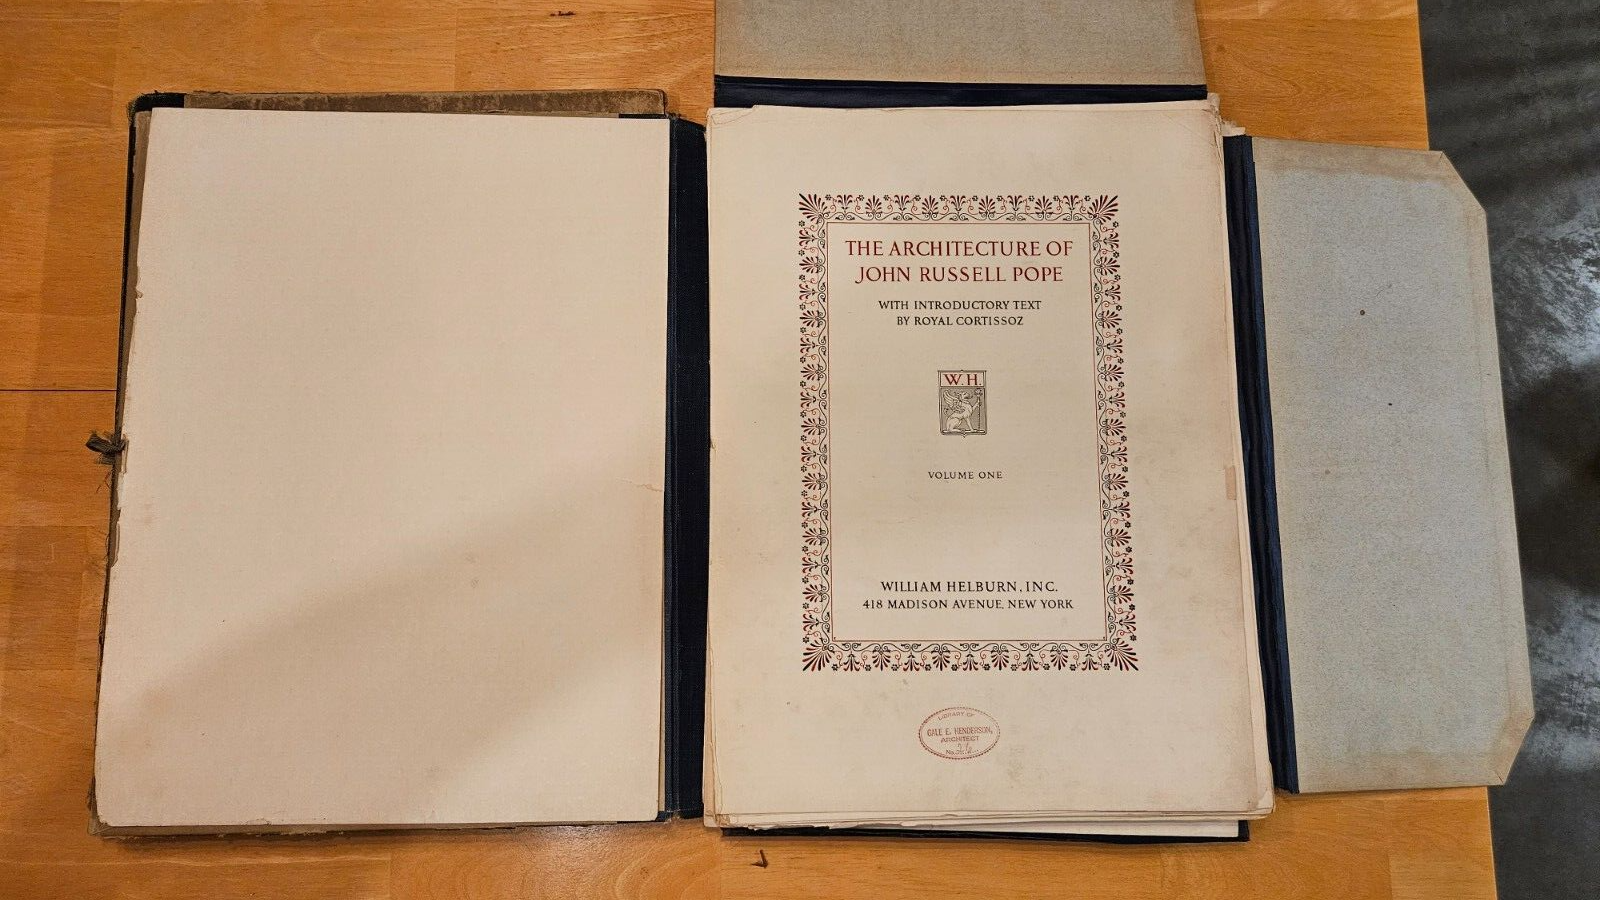 THE ARCHITECTURE OF
JOHN RUSSELL POPE
WITH INTRODUCTORY TEXT
BY ROYAL CORTISSOZ
W. H.
VOLUME ONE
WILLIAM HELBURN, INC.
418 MADISON AVENUE, NEW YORK
LIBRARY OF
GALE E. HENDERSON,
ARCHITECT
No.